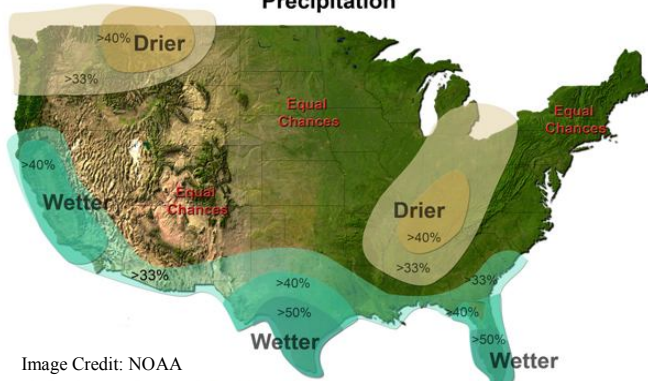 Precipitation
>40%
Drier
>33%
Equal
Chances
Equal
Chances
>40%
Wetter
Equal
Chances
Drier
>40%
>33%
>33%
>40%
>33%
>50%
>40%
Wetter
>50%
Wetter
Image Credit: NOAA